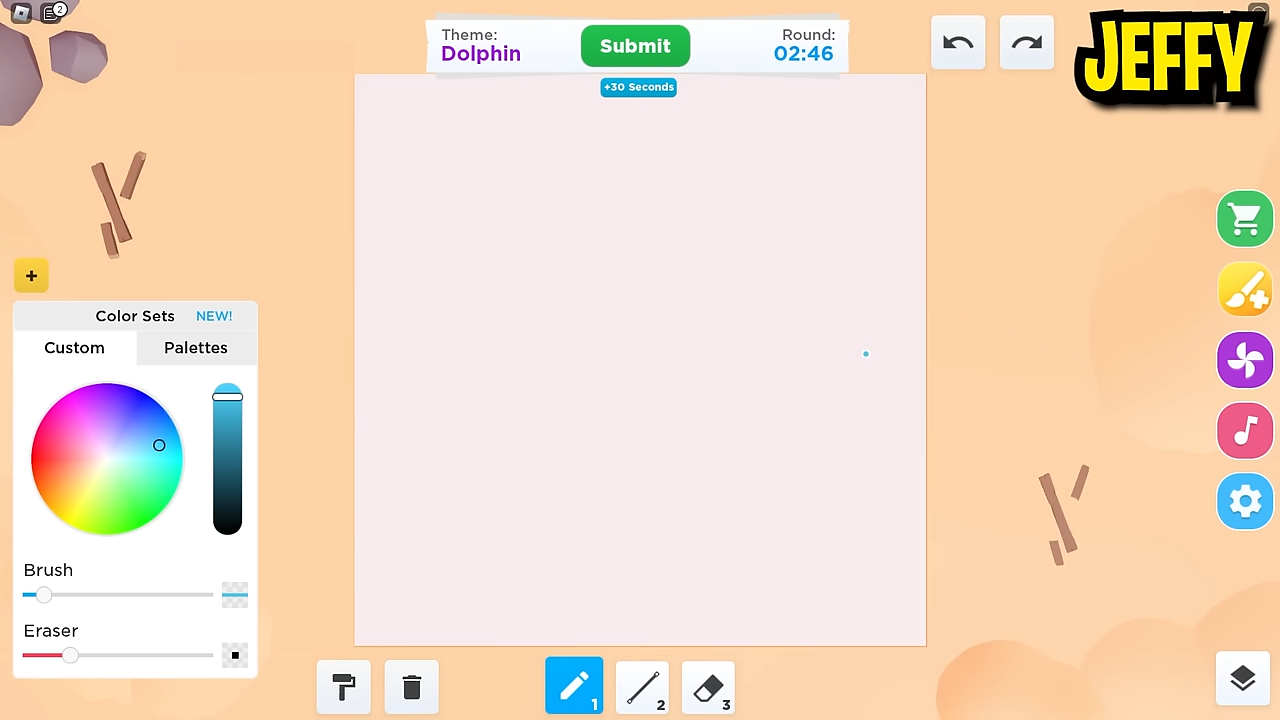 2
Theme:
Dolphin
Submit
Round:
02:46
+30 Seconds
JEFFY
+
Color Sets NEW!
Custom Palettes
Brush
Eraser
1
2
3